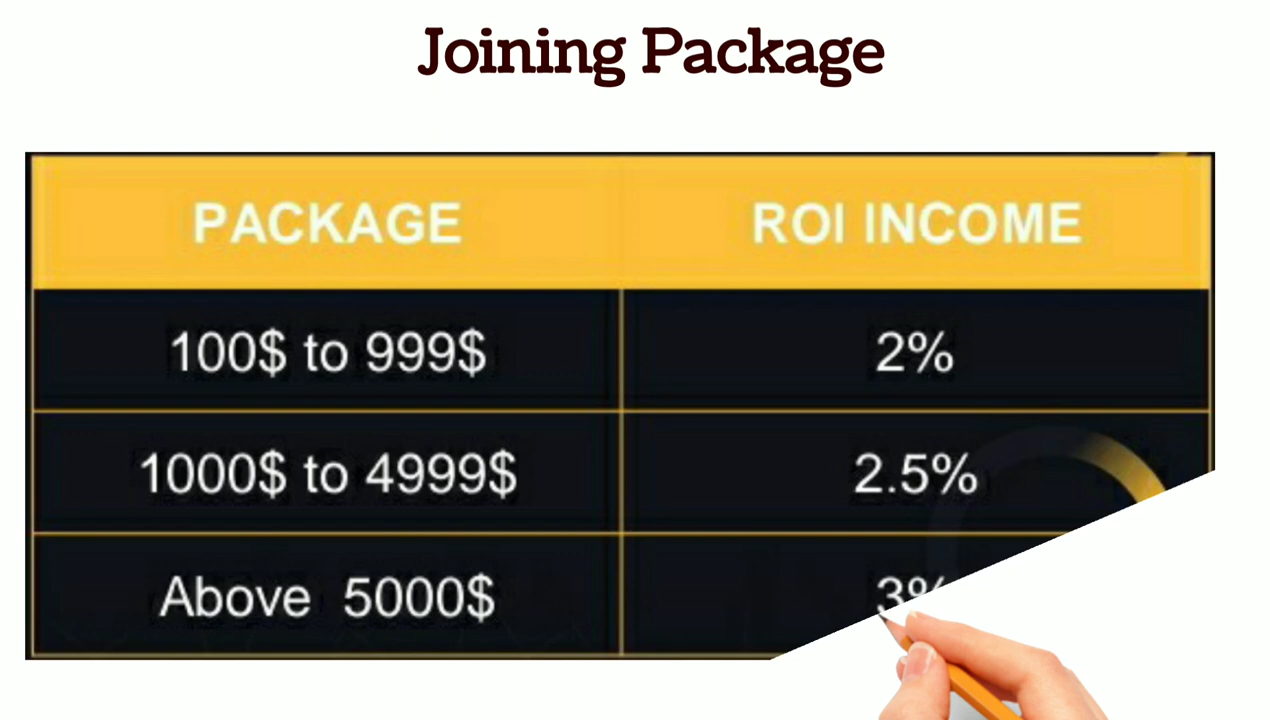 Joining Package
PACKAGE ROI INCOME
100$ to 999$ 2%
1000$ to 4999$ 2.5%
Above 5000$ 3%